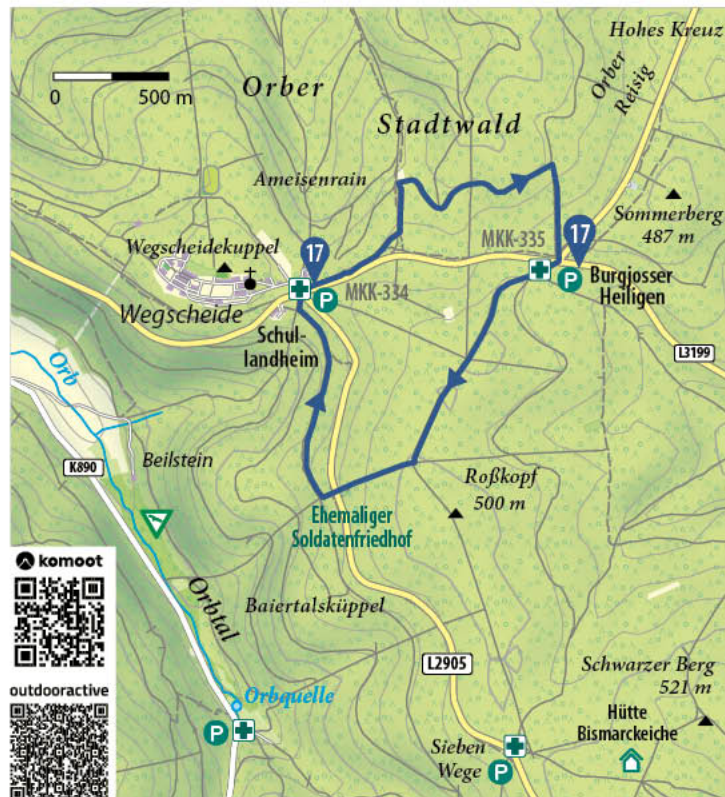 Hohes Kreuz
Orber
Reisig
Orber
0 500 m
Stadtwald
Ameisenrain
Sommerberg
487 m
17
17
MKK-335
Wegscheidekuppel
Burgjosser
Heiligen
P
P
MKK-334
Wegscheide
Schul-
landheim
L3199
Orb
K890
Beilstein
Roßkopf
500 m
Ehemaliger
Soldatenfriedhof
komoot
Orbtal
Baiertalsküppel
L2905
Schwarzer Berg
521 m
outdooractive
Orbquelle
Hütte
Bismarckeiche
P
Sieben
Wege
P